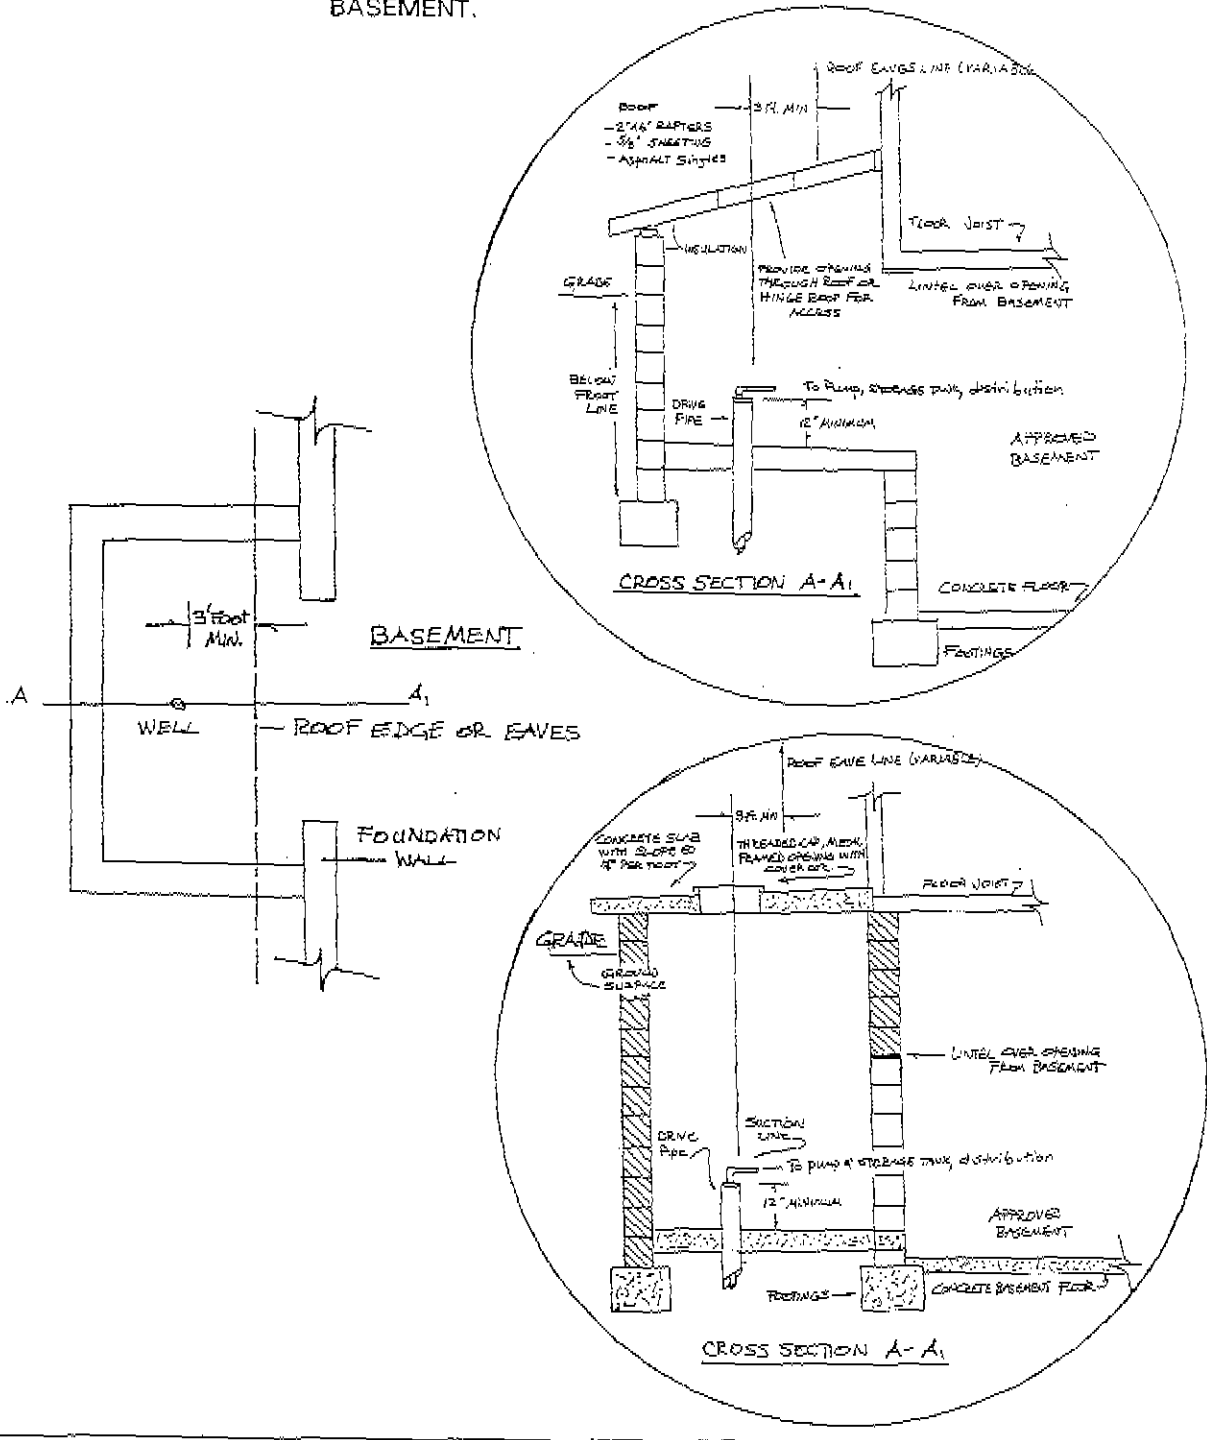 BASEMENT.
ROOF EAVES LINE (VARIABLE
3 Ft. MIN
ROOF
- 2"x6" RAFTERS
- 5/8" SHEETING
- ASPHALT Singles
INSULATION
FLOOR JOIST
GRADE
PROVIDE OPENING
THROUGH ROOF OR
HINGE ROOF FOR
ACCESS
LINTEL OVER OPENING
FROM BASEMENT
BELOW
FROST
LINE
DRIVE
PIPE
To Pump, STORAGE TANK, distribution
12" MINIMUM
APPROVED
BASEMENT
CROSS SECTION A-A1
CONCRETE FLOOR
FOOTINGS
3' FOOT
MIN.
BASEMENT
A
A1
WELL
ROOF EDGE OR EAVES
FOUNDATION
WALL
ROOF EAVE LINE (VARIABLE)
3 Ft. MIN
CONCRETE SLAB
WITH SLOPE TO
PER FOOT
THREADED CAP, METAL
FRAMED OPENING WITH
COVER OR
FLOOR JOIST
GRADE
GROUND
SURFACE
LINTEL OVER OPENING
FROM BASEMENT
SUCTION
LINE
DRIVE
PIPE
To pump & STORAGE TANK, distribution
12" MINIMUM
APPROVED
BASEMENT
FOOTINGS
CONCRETE BASEMENT FLOOR
CROSS SECTION A-A1